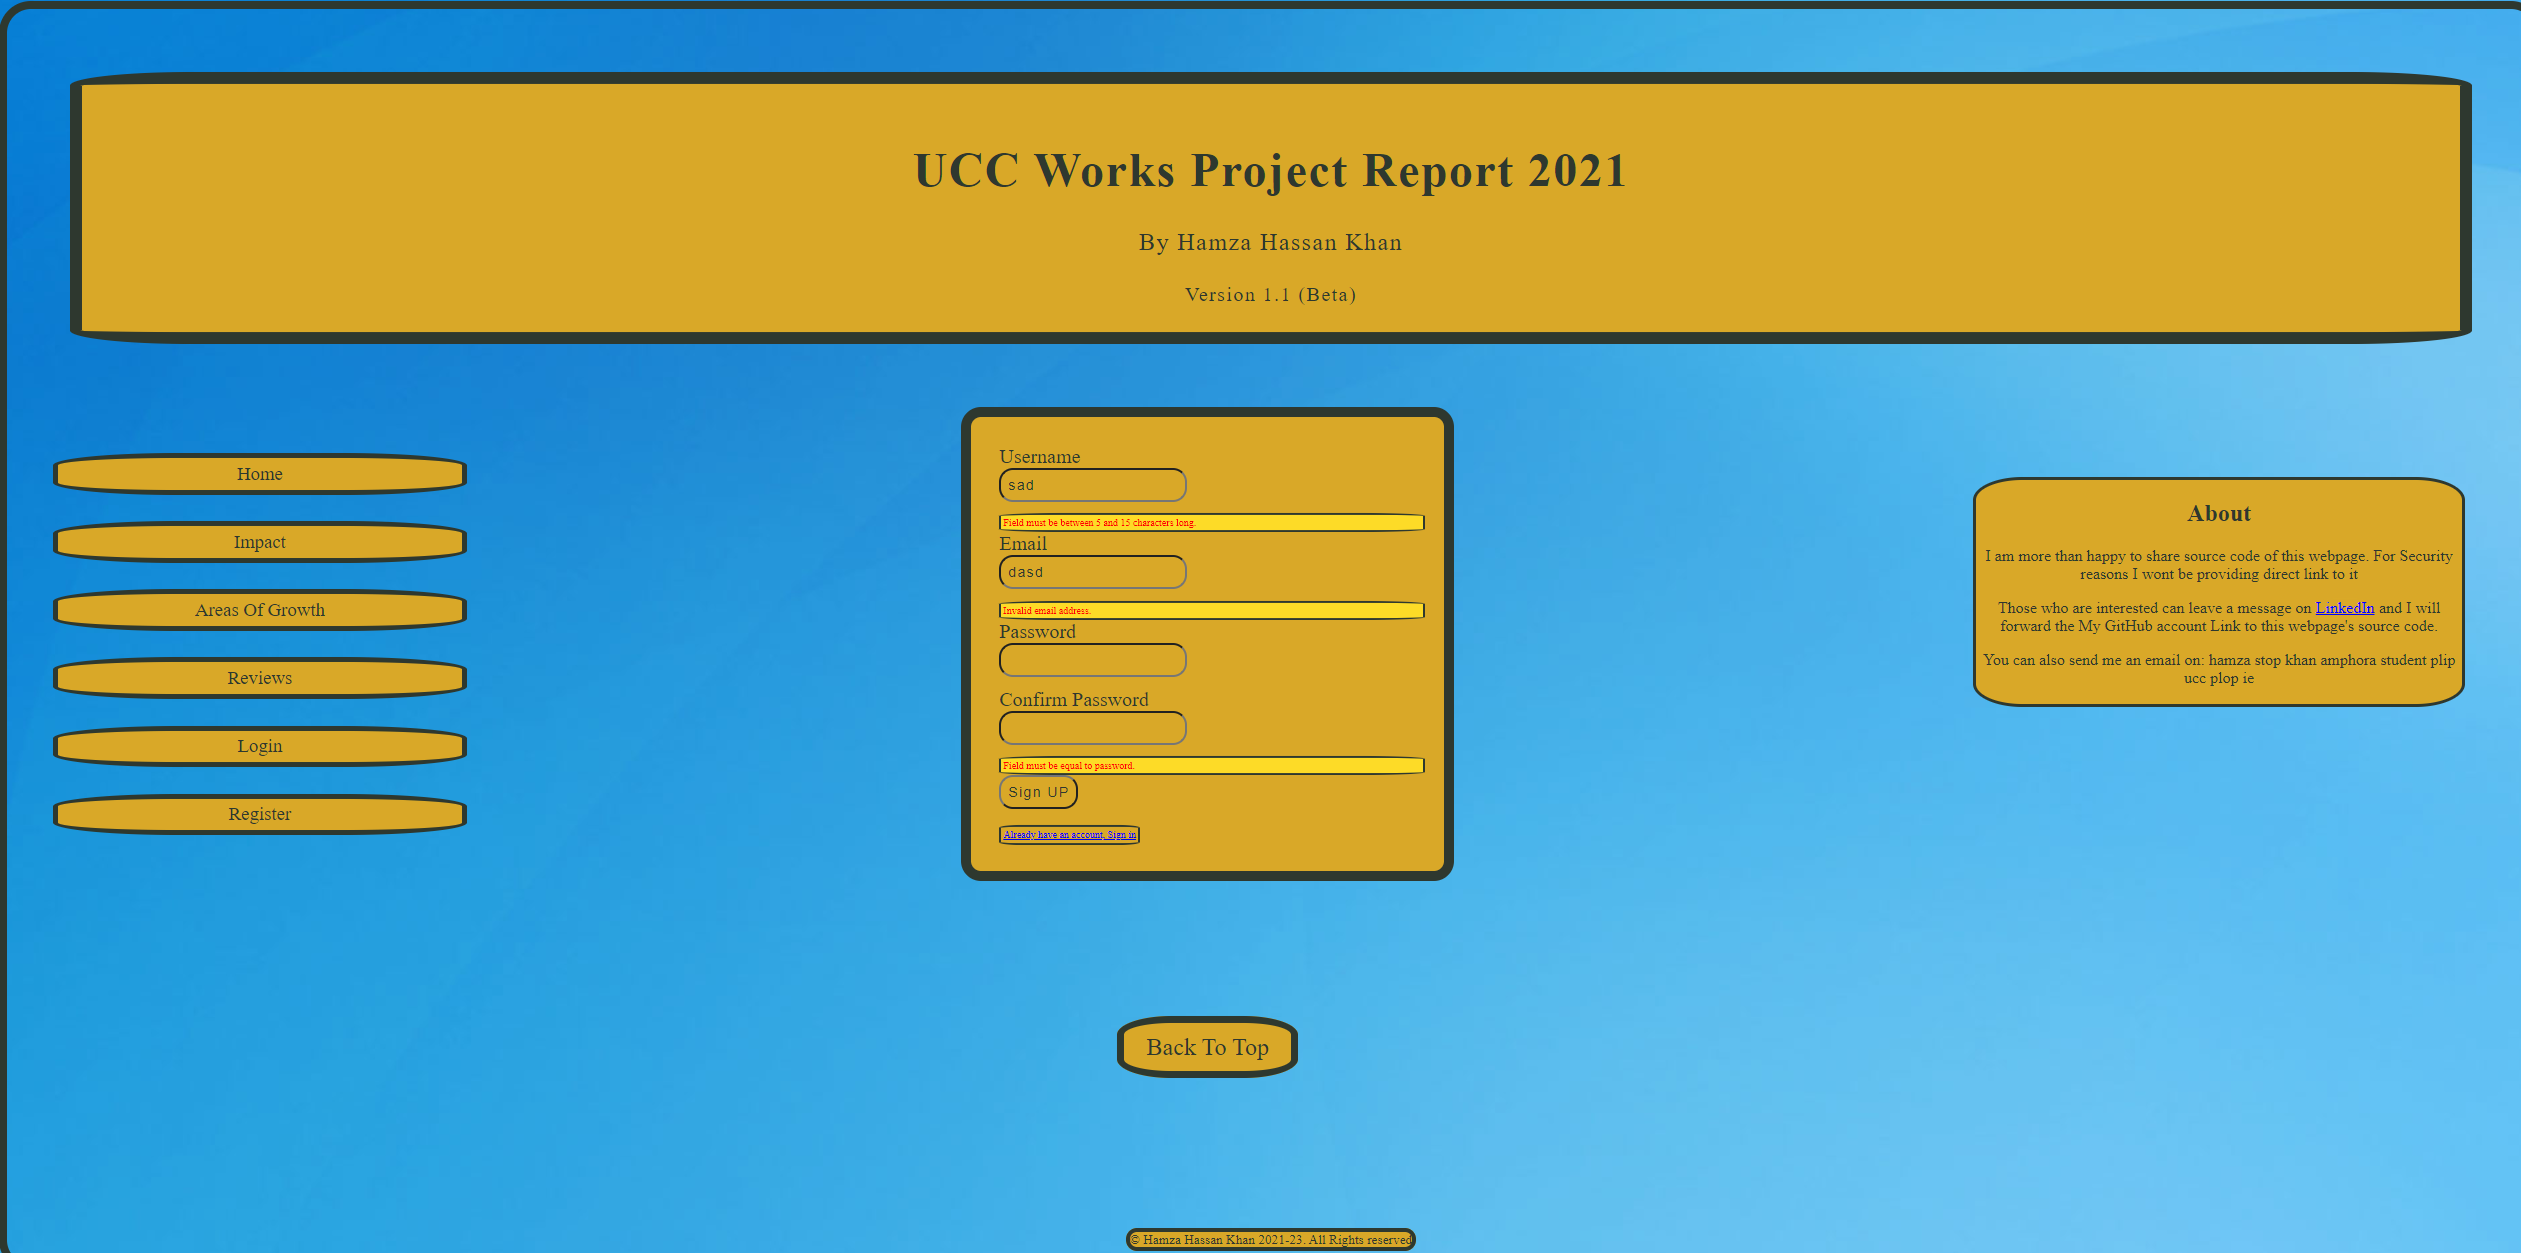 UCC Works Project Report 2021
By Hamza Hassan Khan
Version 1.1 (Beta)
Home
Impact
Areas Of Growth
Reviews
Login
Register
Username
sad
Field must be between 5 and 15 characters long.
Email
dasd
Invalid email address.
Password
Confirm Password
Field must be equal to password.
Sign UP
Already have an account, Sign in
About
I am more than happy to share source code of this webpage. For Security
reasons I wont be providing direct link to it
Those who are interested can leave a message on LinkedIn and I will
forward the My GitHub account Link to this webpage's source code.
You can also send me an email on: hamza stop khan amphora student plip
ucc plop ie
Back To Top
© Hamza Hassan Khan 2021-23. All Rights reserved